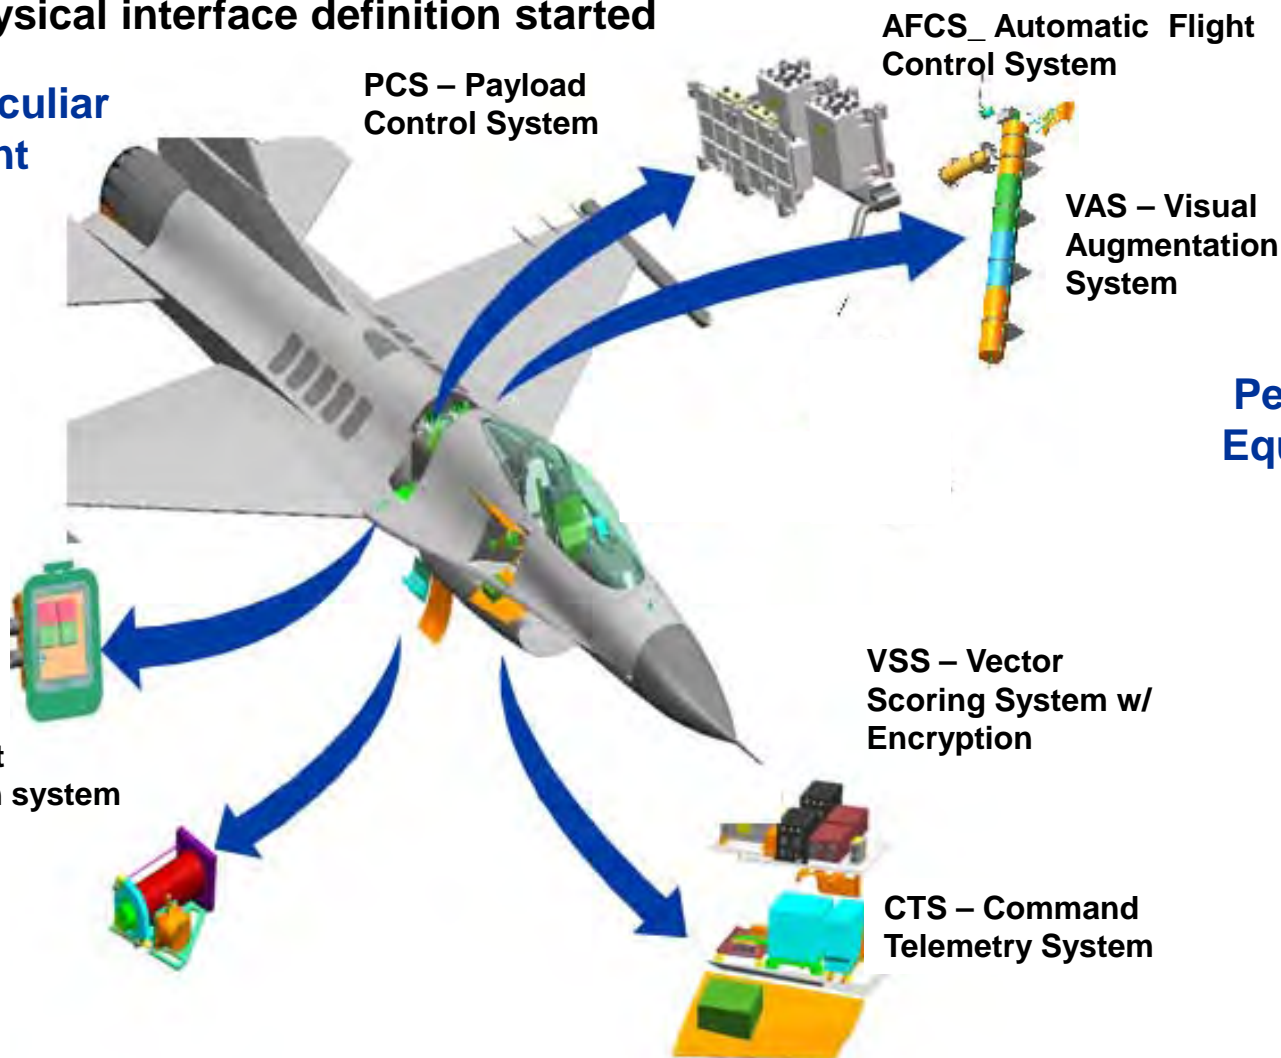 ysical interface definition started
culiar
nt
PCS – Payload
Control System
AFCS_ Automatic Flight
Control System
VAS – Visual
Augmentation
System
Pe
Equ
VSS – Vector
Scoring System w/
Encryption
t
n system
CTS – Command
Telemetry System